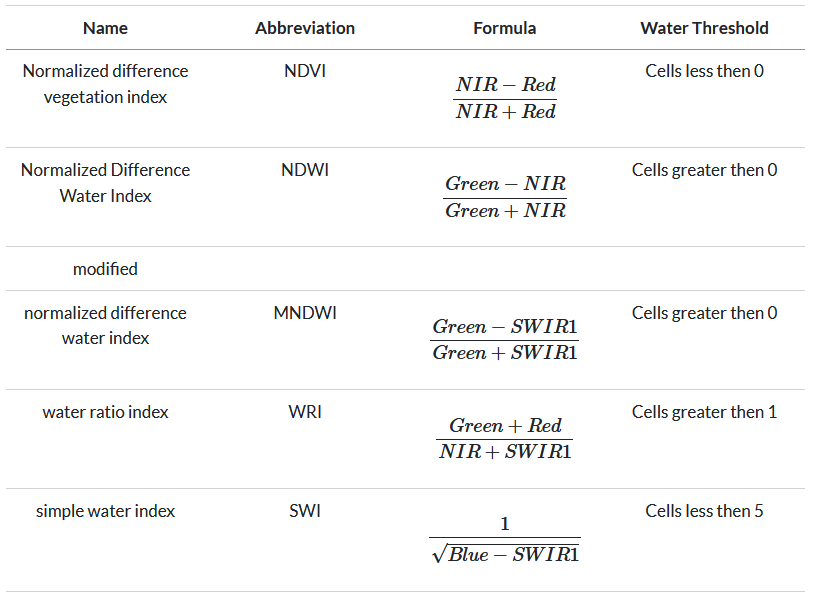 Name Abbreviation Formula Water Threshold
Normalized difference vegetation index NDVI \frac{NIR - Red}{NIR + Red} Cells less then 0
Normalized Difference Water Index NDWI \frac{Green - NIR}{Green + NIR} Cells greater then 0
modified
normalized difference water index MNDWI \frac{Green - SWIR1}{Green + SWIR1} Cells greater then 0
water ratio index WRI \frac{Green + Red}{NIR + SWIR1} Cells greater then 1
simple water index SWI \frac{1}{\sqrt{Blue - SWIR1}} Cells less then 5